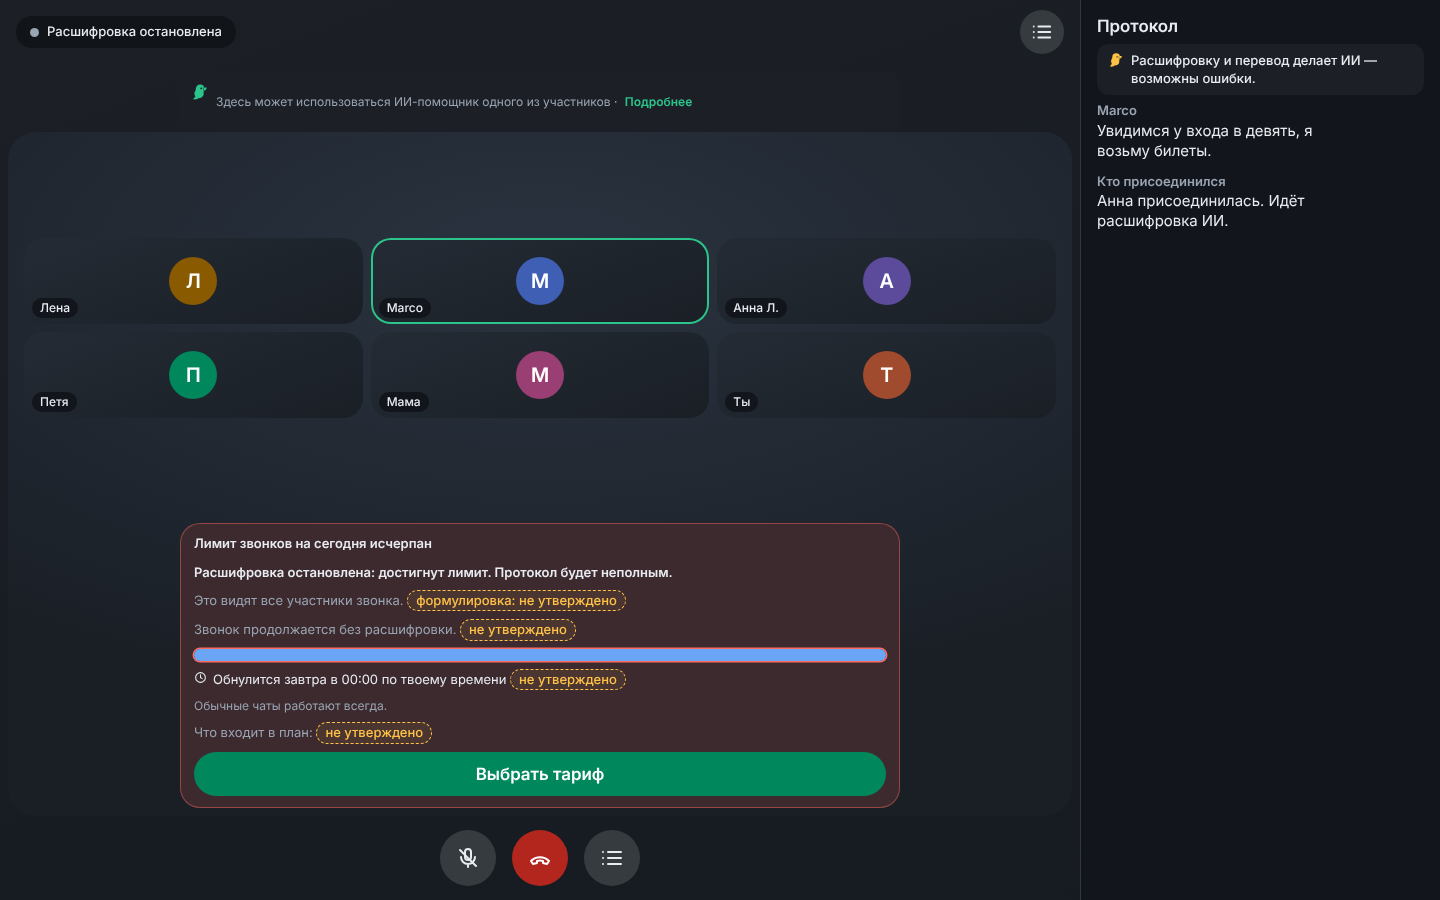 Расшифровка остановлена
Здесь может использоваться ИИ-помощник одного из участников · Подробнее
Л
Лена
M
Marco
А
Анна Л.
П
Петя
М
Мама
Т
Ты
Лимит звонков на сегодня исчерпан
Расшифровка остановлена: достигнут лимит. Протокол будет неполным.
Это видят все участники звонка. формулировка: не утверждено
Звонок продолжается без расшифровки. не утверждено
Обнулится завтра в 00:00 по твоему времени не утверждено
Обычные чаты работают всегда.
Что входит в план: не утверждено
Выбрать тариф
Протокол
Расшифровку и перевод делает ИИ —
возможны ошибки.
Marco
Увидимся у входа в девять, я
возьму билеты.
Кто присоединился
Анна присоединилась. Идёт
расшифровка ИИ.